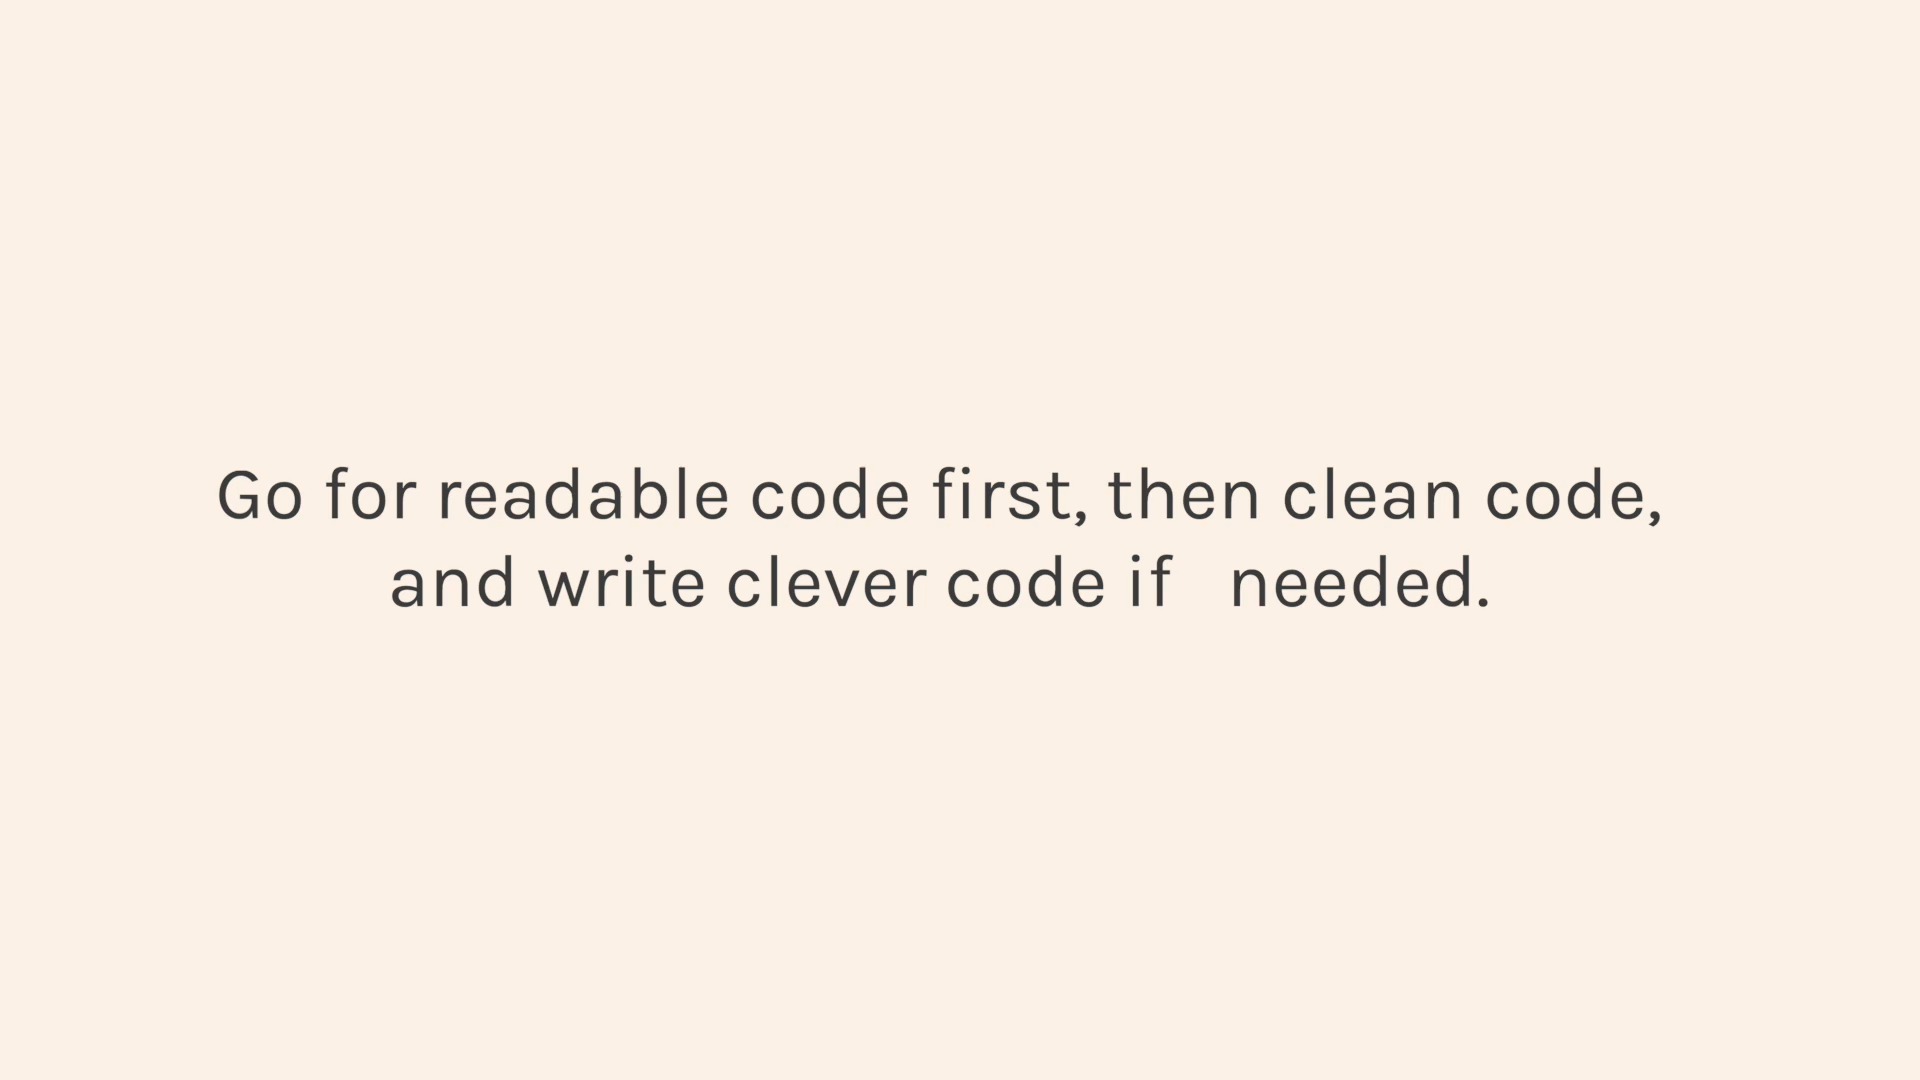 Go for readable code first, then clean code,
and write clever code if   needed.